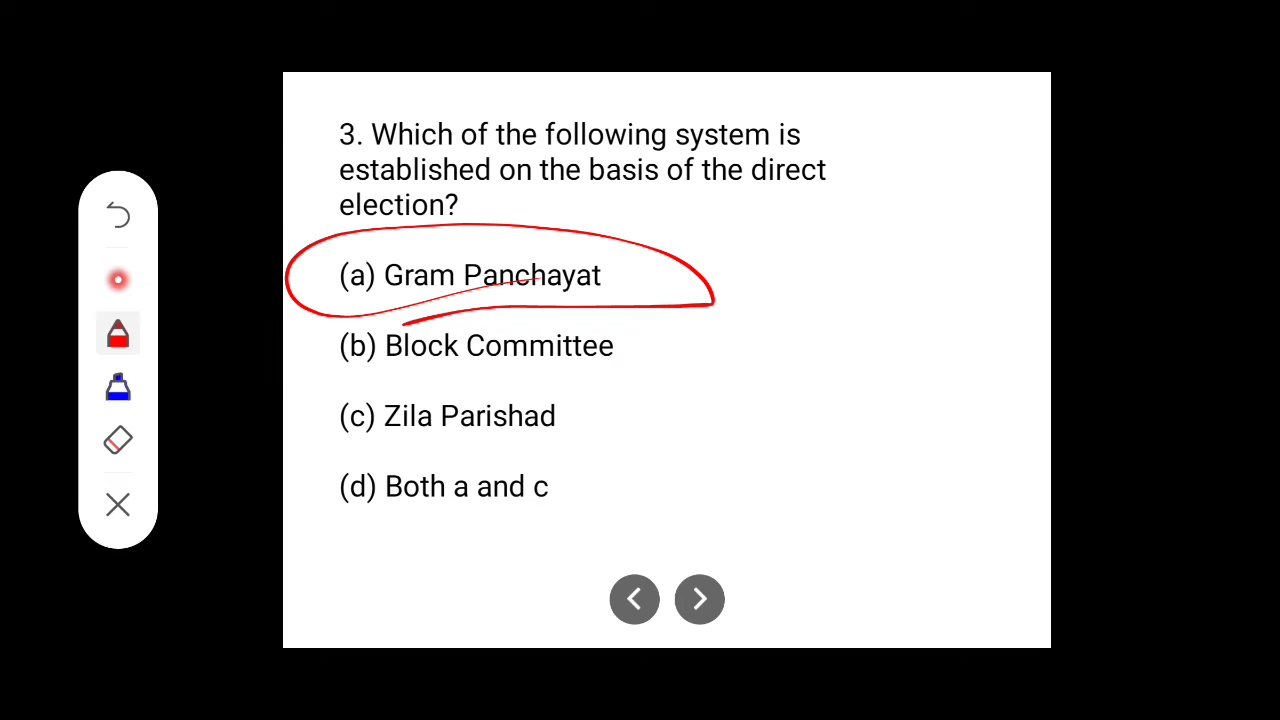 3. Which of the following system is
established on the basis of the direct
election?
(a) Gram Panchayat
(b) Block Committee
(c) Zila Parishad
(d) Both a and c